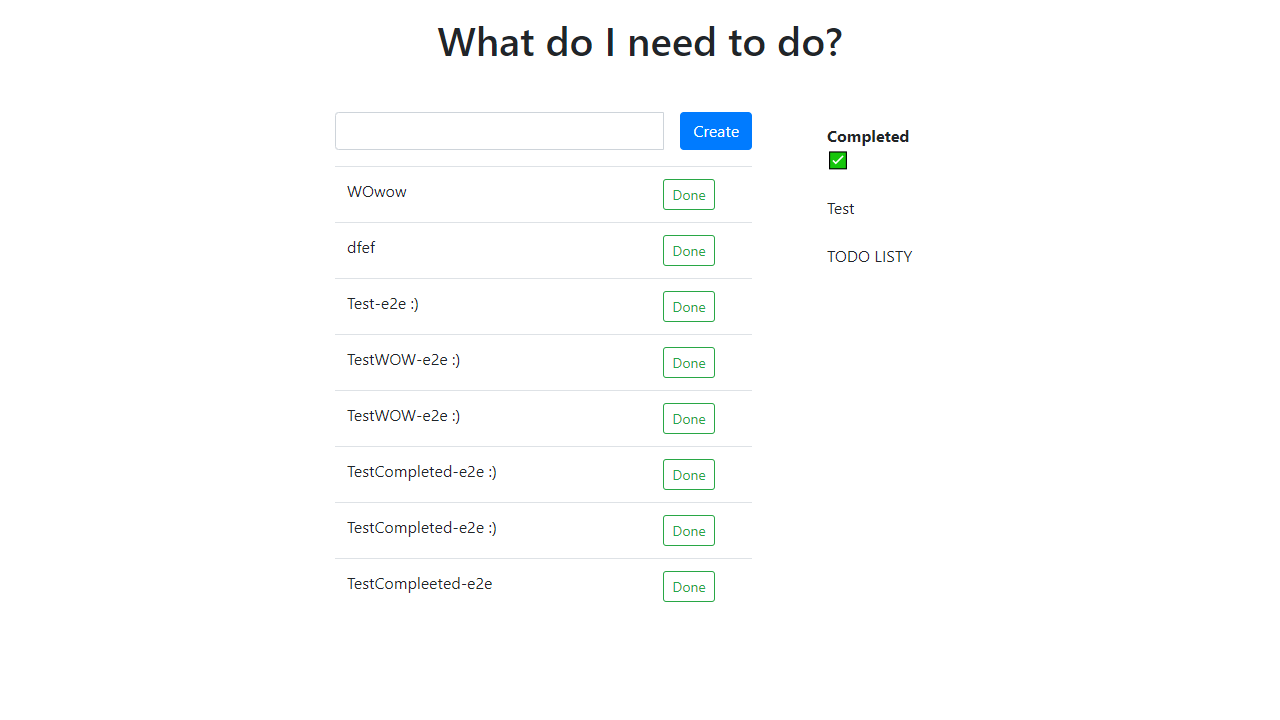 What do I need to do?
Create
WOwow
Done
dfef
Done
Test-e2e :)
Done
TestWOW-e2e :)
Done
TestWOW-e2e :)
Done
TestCompleted-e2e :)
Done
TestCompleted-e2e :)
Done
TestCompleeted-e2e
Done
Completed
✅
Test
TODO LISTY